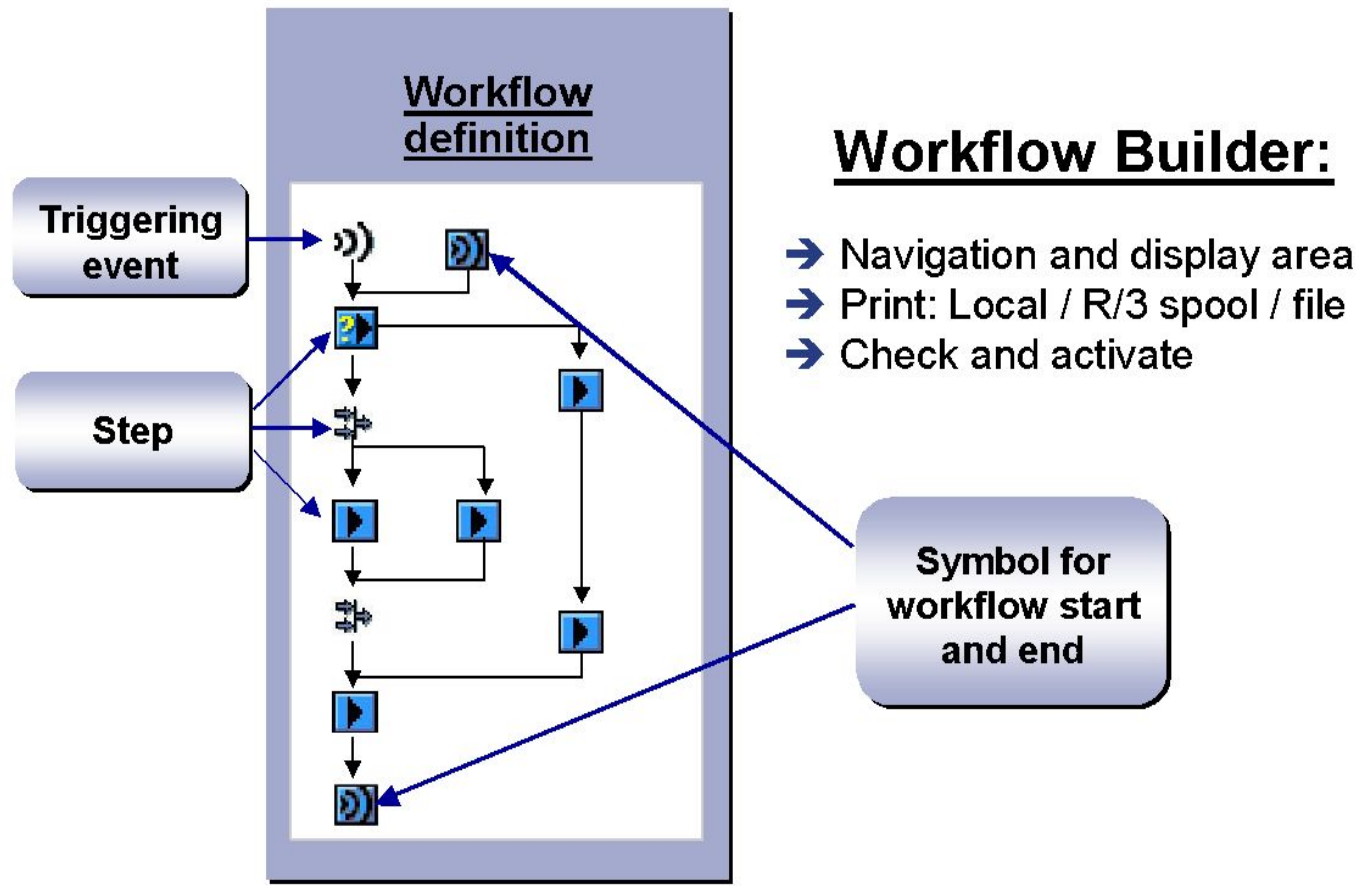 Workflow
definition
Workflow Builder:
Triggering
event
Navigation and display area
Print: Local / R/3 spool / file
Check and activate
Step
Symbol for
workflow start
and end